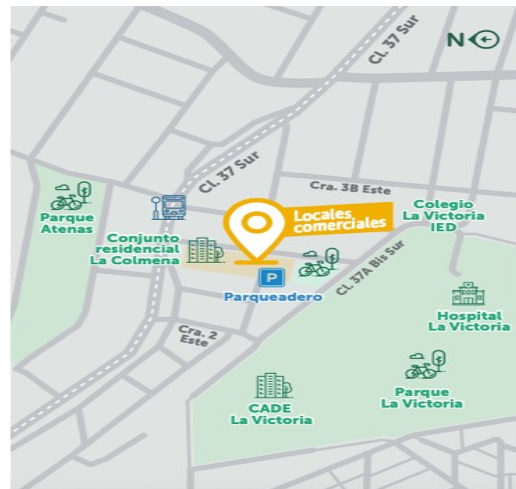 Cl. 37 Sur
N
Cl. 37 Sur
Cra. 3B Este
Parque
Atenas
Conjunto
residencial
La Colmena
Locales
comerciales
Colegio
La Victoria
IED
P
Parqueadero
Cl. 37A Bis Sur
Hospital
La Victoria
Cra. 2
Este
CADE
La Victoria
Parque
La Victoria